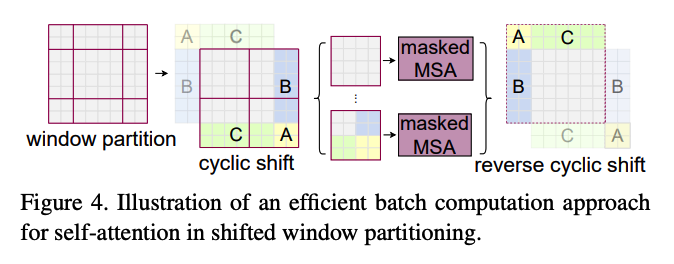 A C
B
B
C A
window partition
cyclic shift
masked
MSA
masked
MSA
A C
B
B
C A
reverse cyclic shift
Figure 4. Illustration of an efficient batch computation approach
for self-attention in shifted window partitioning.